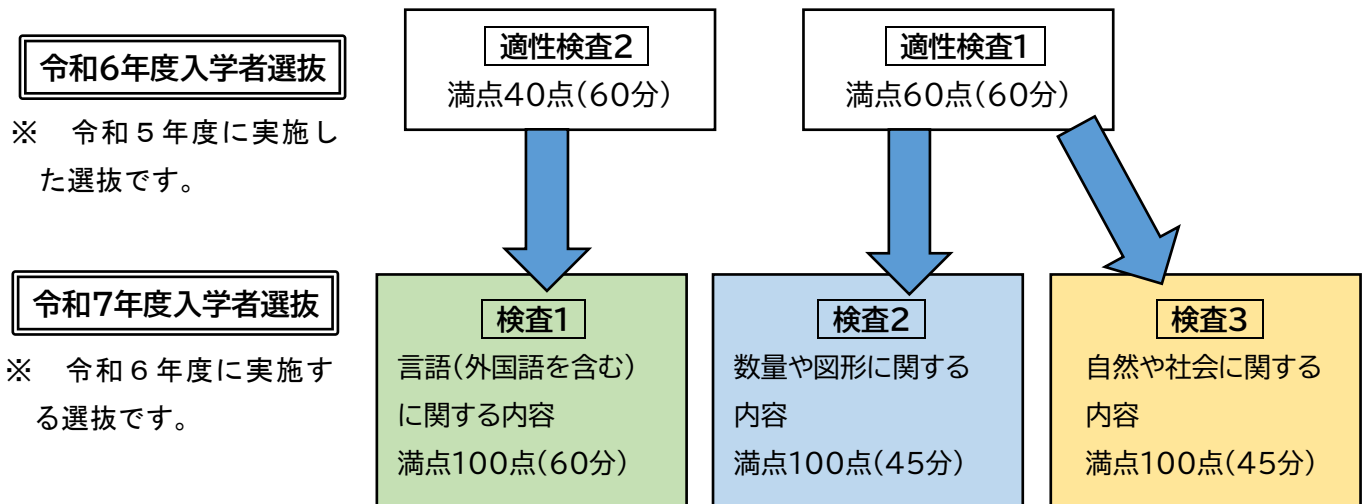 令和6年度入学者選抜
※　令和５年度に実施し
た選抜です。
適性検査2
満点40点(60分)
適性検査1
満点60点(60分)
令和7年度入学者選抜
※　令和６年度に実施す
る選抜です。
検査1
言語(外国語を含む)
に関する内容
満点100点(60分)
検査2
数量や図形に関する
内容
満点100点(45分)
検査3
自然や社会に関する
内容
満点100点(45分)